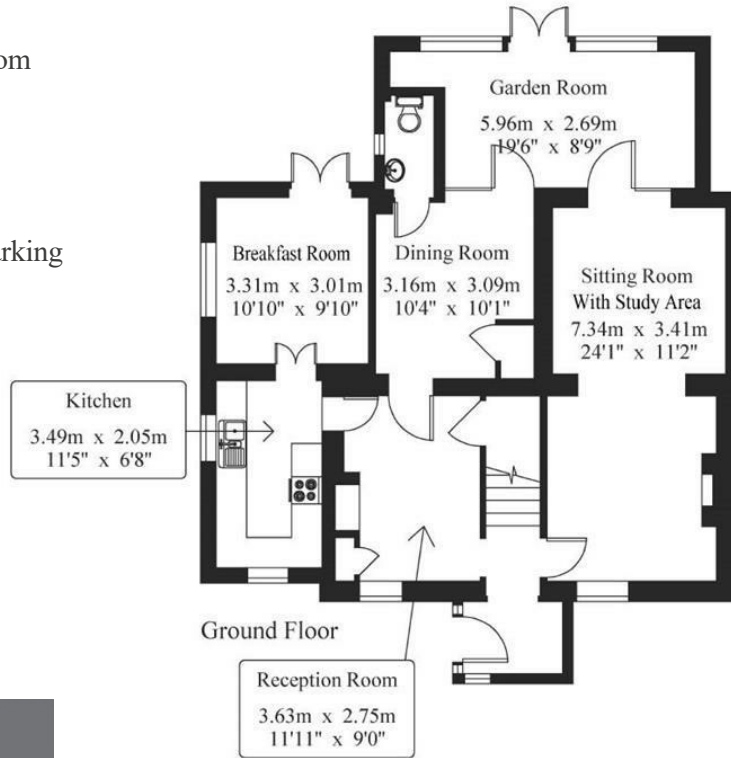 om
rking
Garden Room
5.96m x 2.69m
19'6" x 8'9"
Breakfast Room
3.31m x 3.01m
10'10" x 9'10"
Dining Room
3.16m x 3.09m
10'4" x 10'1"
Sitting Room
With Study Area
7.34m x 3.41m
24'1" x 11'2"
Kitchen
3.49m x 2.05m
11'5" x 6'8"
Ground Floor
Reception Room
3.63m x 2.75m
11'11" x 9'0"